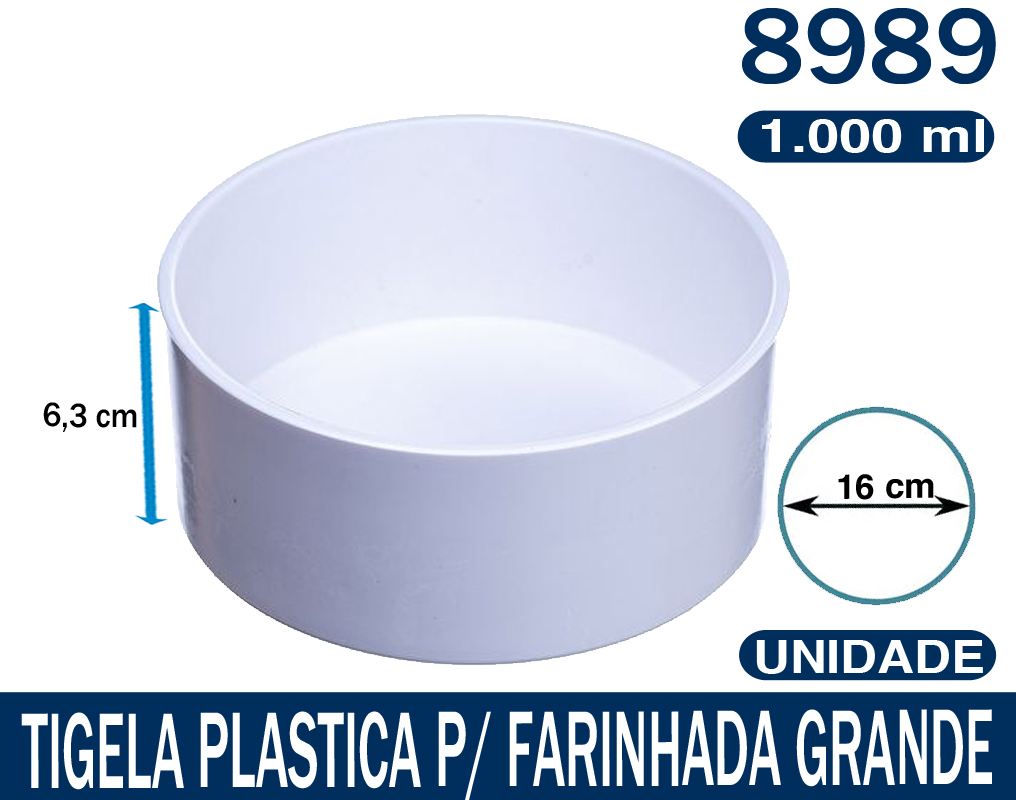 8989
1.000 ml
6,3 cm
16 cm
UNIDADE
TIGELA PLASTICA P/ FARINHADA GRANDE